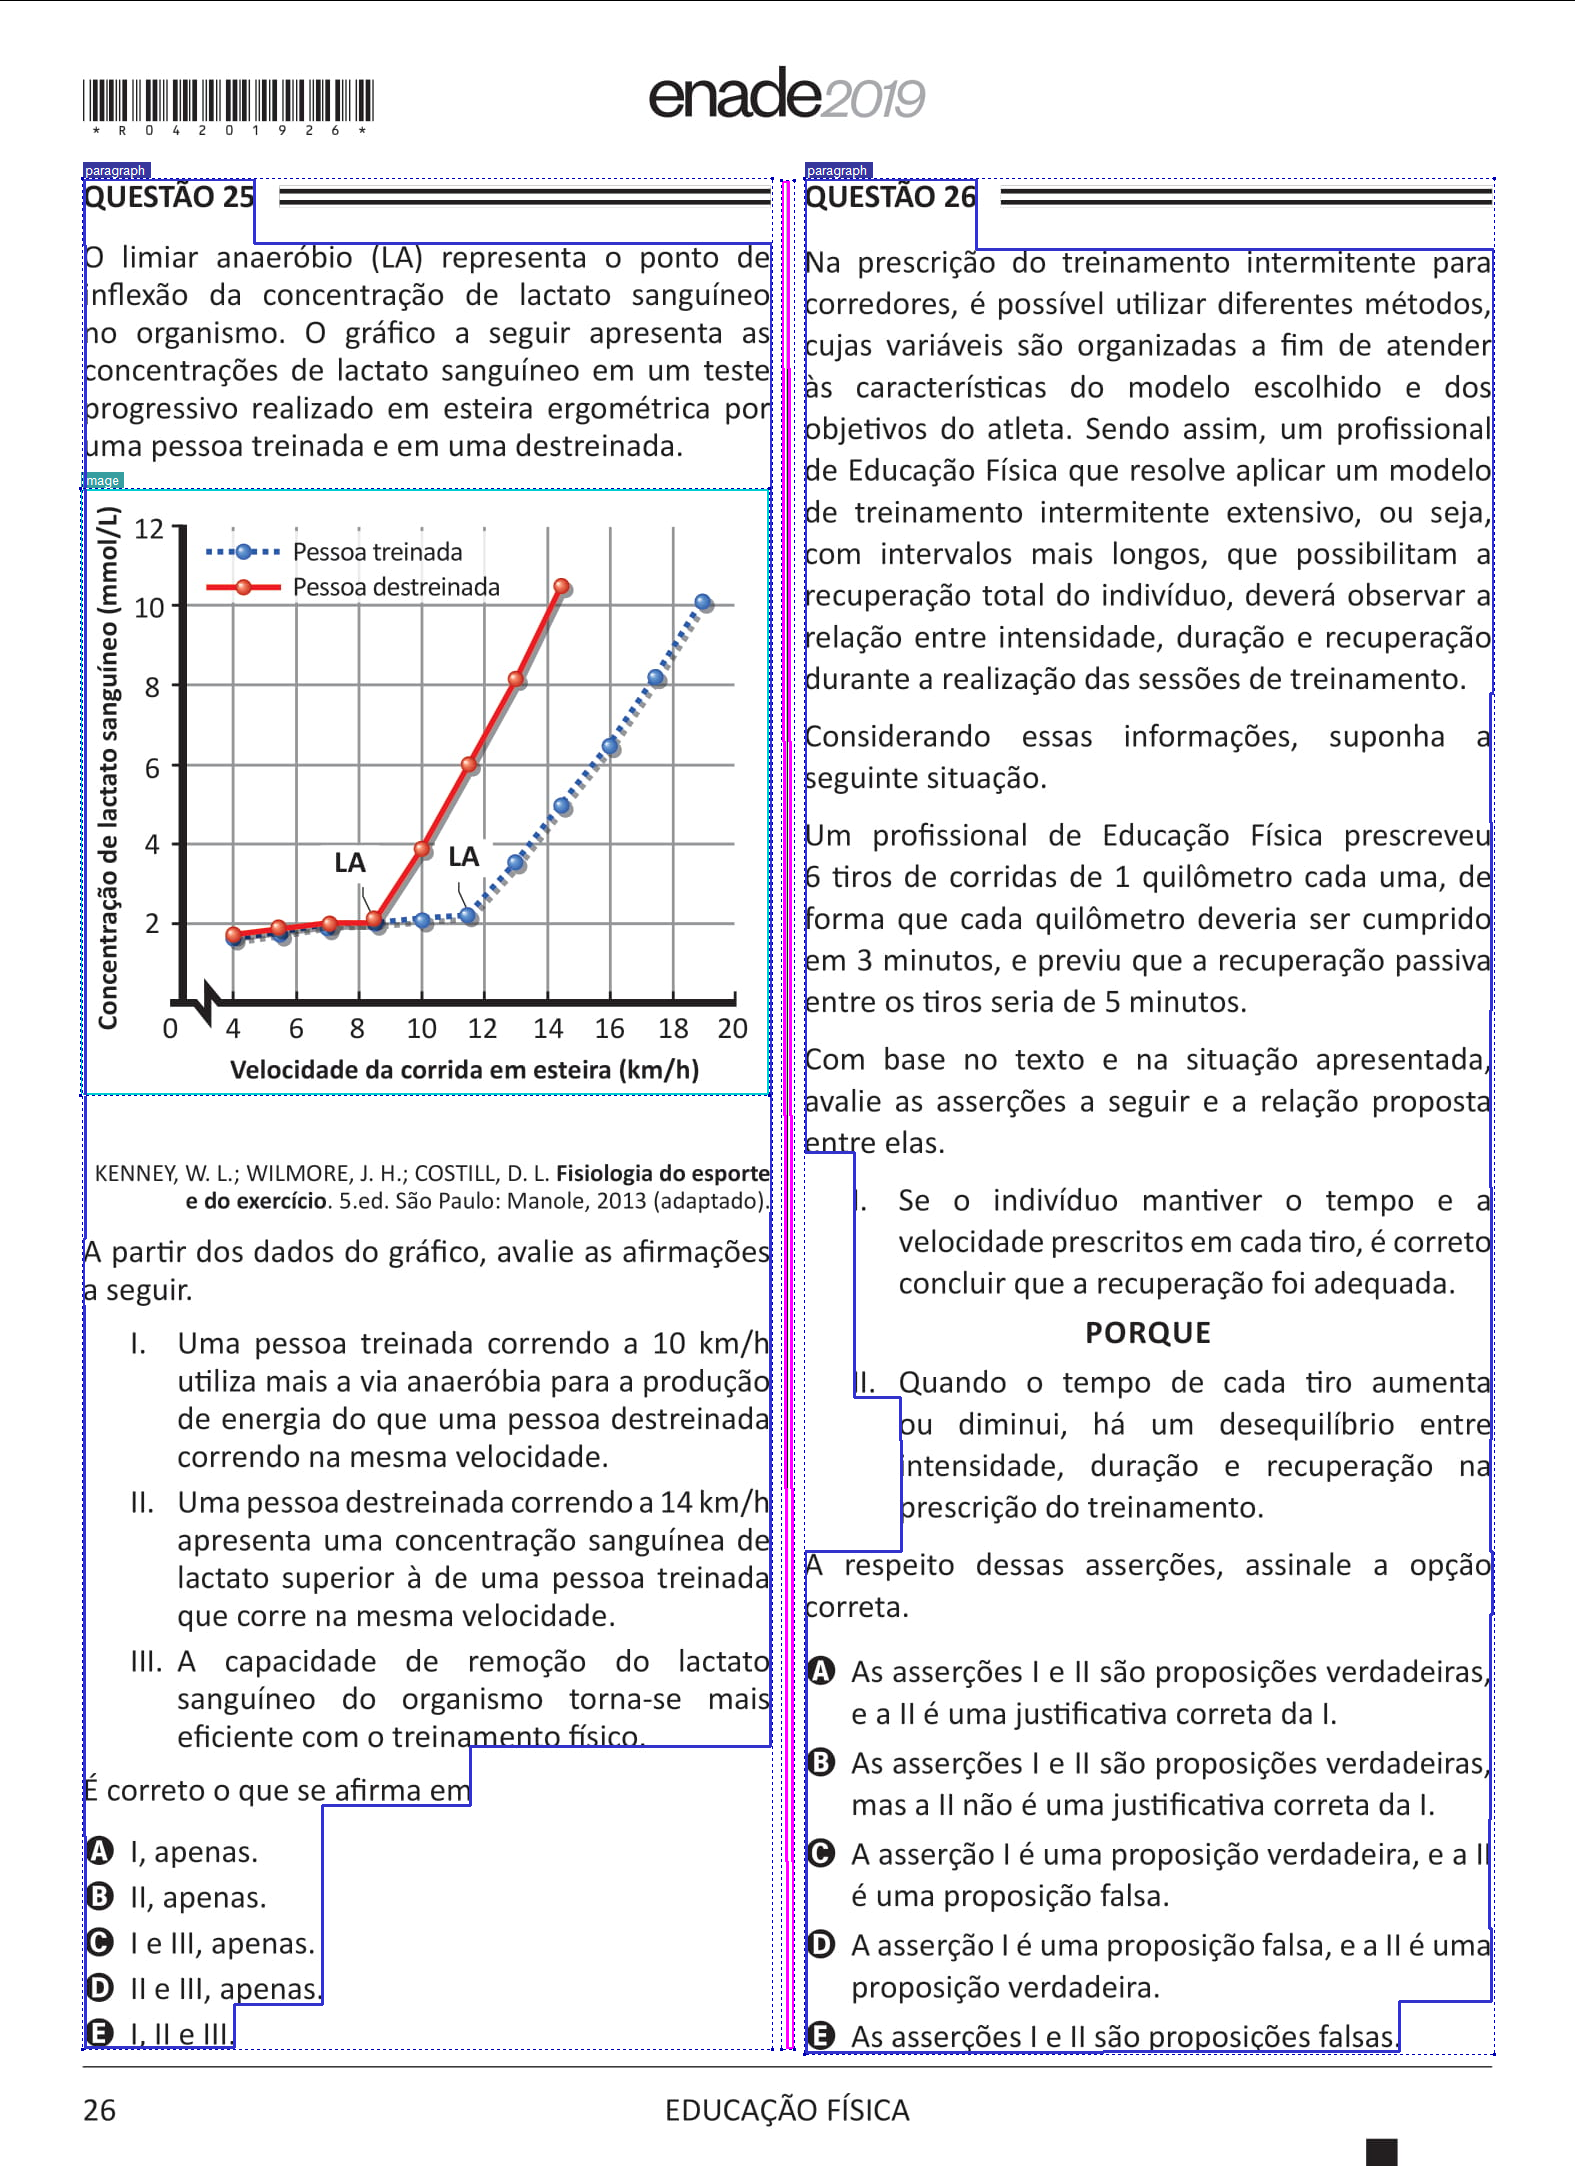 *R04201926*
enade2019
paragraph
QUESTÃO 25
O limiar anaeróbio (LA) representa o ponto de
inflexão da concentração de lactato sanguíneo
no organismo. O gráfico a seguir apresenta as
concentrações de lactato sanguíneo em um teste
progressivo realizado em esteira ergométrica por
uma pessoa treinada e em uma destreinada.
mage
Concentração de lactato sanguíneo (mmol/L)
12
10
8
6
4
2
Pessoa treinada
Pessoa destreinada
LA
LA
0 4 6 8 10 12 14 16 18 20
Velocidade da corrida em esteira (km/h)
KENNEY, W. L.; WILMORE, J. H.; COSTILL, D. L. Fisiologia do esporte
e do exercício. 5.ed. São Paulo: Manole, 2013 (adaptado).
A partir dos dados do gráfico, avalie as afirmações
a seguir.
I. Uma pessoa treinada correndo a 10 km/h
utiliza mais a via anaeróbia para a produção
de energia do que uma pessoa destreinada
correndo na mesma velocidade.
II. Uma pessoa destreinada correndo a 14 km/h
apresenta uma concentração sanguínea de
lactato superior à de uma pessoa treinada
que corre na mesma velocidade.
III. A capacidade de remoção do lactato
sanguíneo do organismo torna-se mais
eficiente com o treinamento físico.
É correto o que se afirma em
A I, apenas.
B II, apenas.
C I e III, apenas.
D II e III, apenas.
E I, II e III.
paragraph
QUESTÃO 26
Na prescrição do treinamento intermitente para
corredores, é possível utilizar diferentes métodos,
cujas variáveis são organizadas a fim de atender
às características do modelo escolhido e dos
objetivos do atleta. Sendo assim, um profissional
de Educação Física que resolve aplicar um modelo
de treinamento intermitente extensivo, ou seja,
com intervalos mais longos, que possibilitam a
recuperação total do indivíduo, deverá observar a
relação entre intensidade, duração e recuperação
durante a realização das sessões de treinamento.
Considerando essas informações, suponha a
seguinte situação.
Um profissional de Educação Física prescreveu
6 tiros de corridas de 1 quilômetro cada uma, de
forma que cada quilômetro deveria ser cumprido
em 3 minutos, e previu que a recuperação passiva
entre os tiros seria de 5 minutos.
Com base no texto e na situação apresentada,
avalie as asserções a seguir e a relação proposta
entre elas.
I. Se o indivíduo mantiver o tempo e a
velocidade prescritos em cada tiro, é correto
concluir que a recuperação foi adequada.
PORQUE
II. Quando o tempo de cada tiro aumenta
ou diminui, há um desequilíbrio entre
intensidade, duração e recuperação na
prescrição do treinamento.
A respeito dessas asserções, assinale a opção
correta.
A As asserções I e II são proposições verdadeiras,
e a II é uma justificativa correta da I.
B As asserções I e II são proposições verdadeiras,
mas a II não é uma justificativa correta da I.
C A asserção I é uma proposição verdadeira, e a II
é uma proposição falsa.
D A asserção I é uma proposição falsa, e a II é uma
proposição verdadeira.
E As asserções I e II são proposições falsas.
26
EDUCAÇÃO FÍSICA